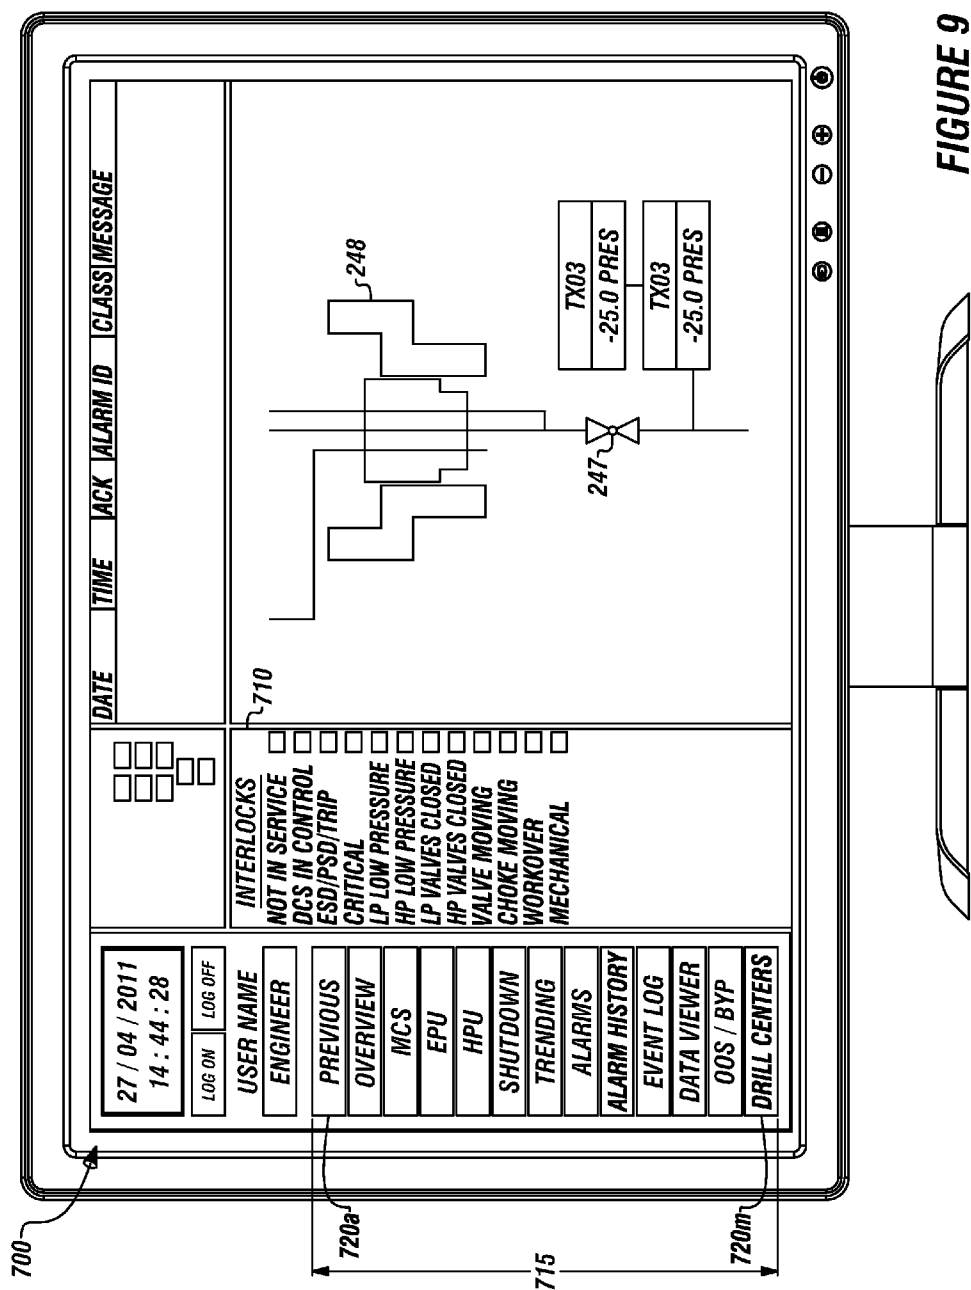 700
27 / 04 / 2011
14 : 44 : 28
LOG ON
LOG OFF
USER NAME
ENGINEER
PREVIOUS
OVERVIEW
MCS
EPU
HPU
SHUTDOWN
TRENDING
ALARMS
ALARM HISTORY
EVENT LOG
DATA VIEWER
OOS / BYP
DRILL CENTERS
720a
720m
715
DATE
TIME
ACK
ALARM ID
CLASS
MESSAGE
INTERLOCKS
NOT IN SERVICE
DCS IN CONTROL
ESD/PSD/TRIP
CRITICAL
LP LOW PRESSURE
HP LOW PRESSURE
LP VALVES CLOSED
HP VALVES CLOSED
VALVE MOVING
CHOKE MOVING
WORKOVER
MECHANICAL
710
248
247
TX03
-25.0 PRES
TX03
-25.0 PRES
FIGURE 9